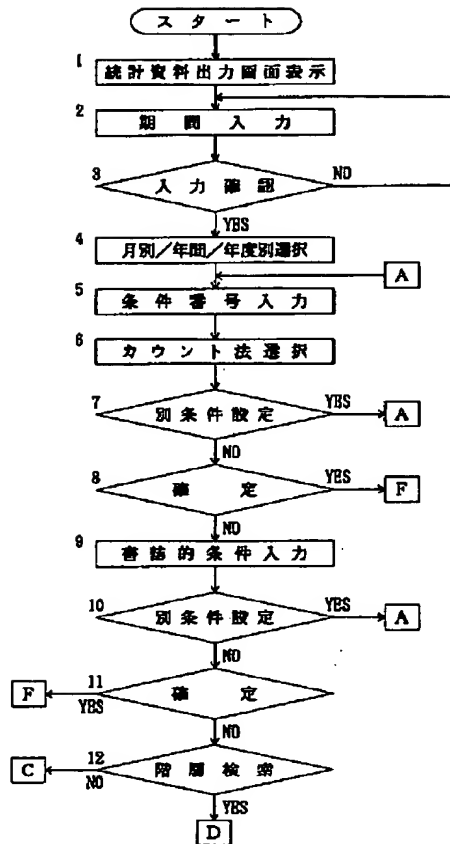 スタート
1
統計資料出力画面表示
2
期間入力
3
入力確認
NO
YES
4
月別／年間／年度別選択
A
5
条件番号入力
6
カウント法選択
7
別条件設定
YES
A
NO
8
確定
YES
F
NO
9
書誌的条件入力
10
別条件設定
YES
A
NO
11
確定
F
YES
NO
12
階層検索
C
NO
YES
D